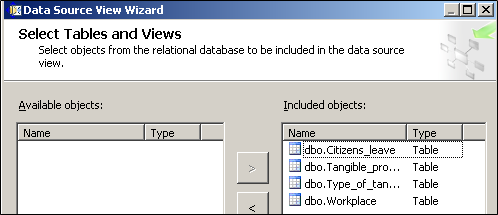 Data Source View Wizard
Select Tables and Views
Select objects from the relational database to be included in the data source
view.
Available objects:
Included objects:
Name Type
Name Type
dbo.Citizens_leave Table
dbo.Tangible_pro... Table
dbo.Type_of_tan... Table
dbo.Workplace Table
>
<